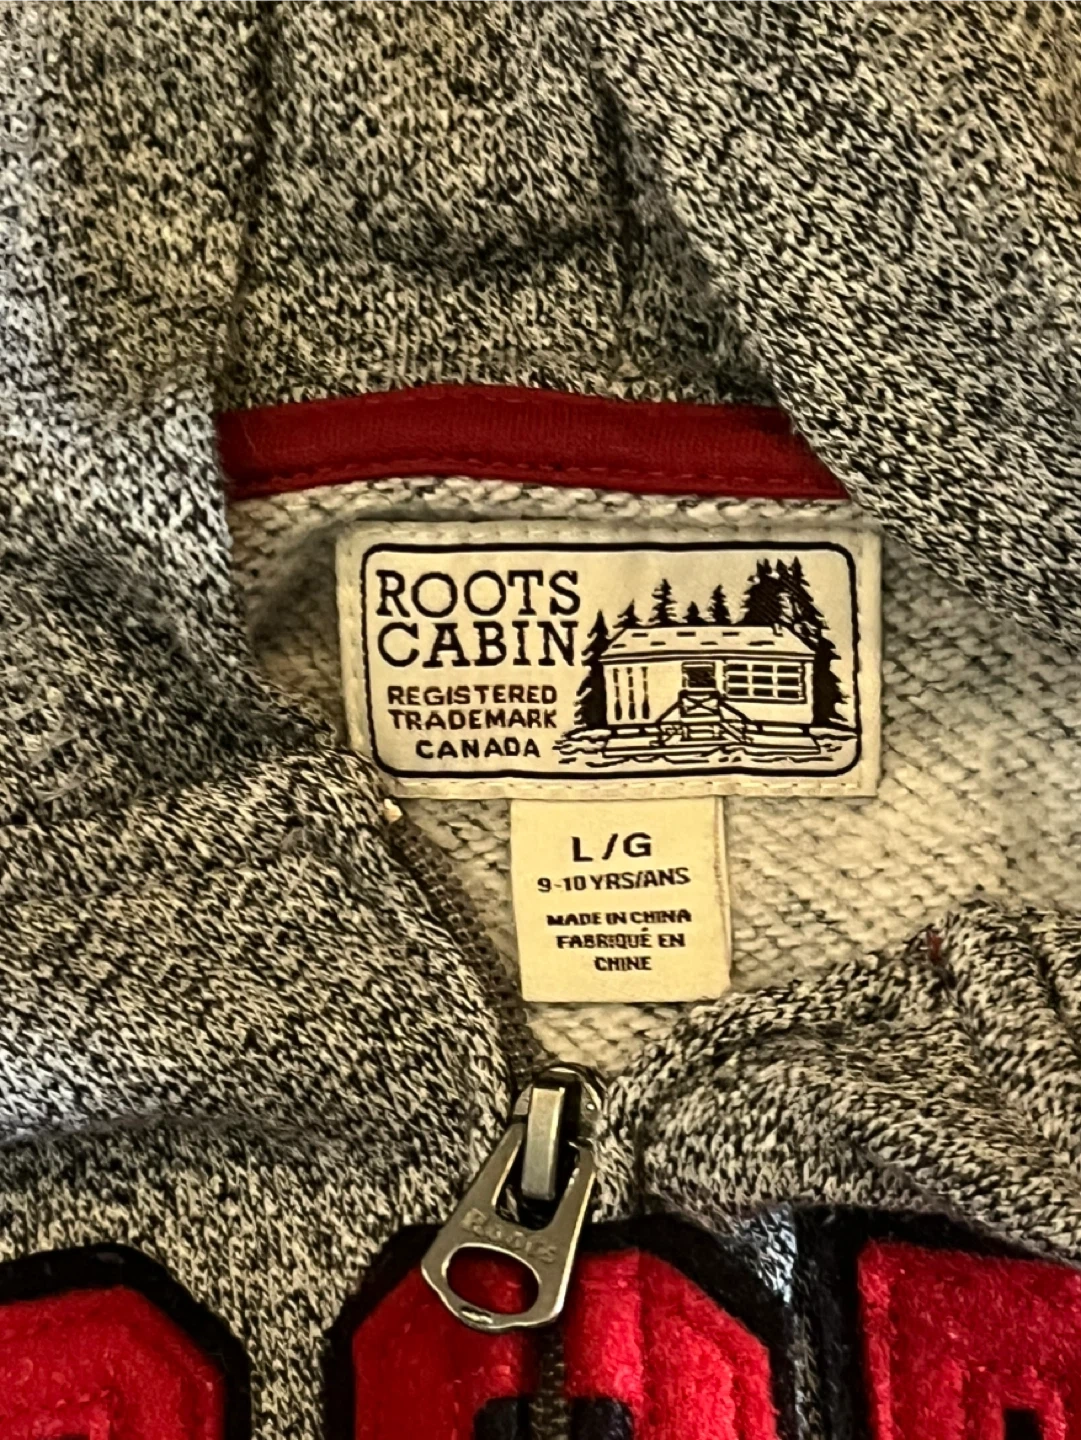 ROOTS
CABIN
REGISTERED
TRADEMARK
CANADA
L/G
9-10 YRS/ANS
MADE IN CHINA
FABRIQUÉ EN
CHINE
ROOTS